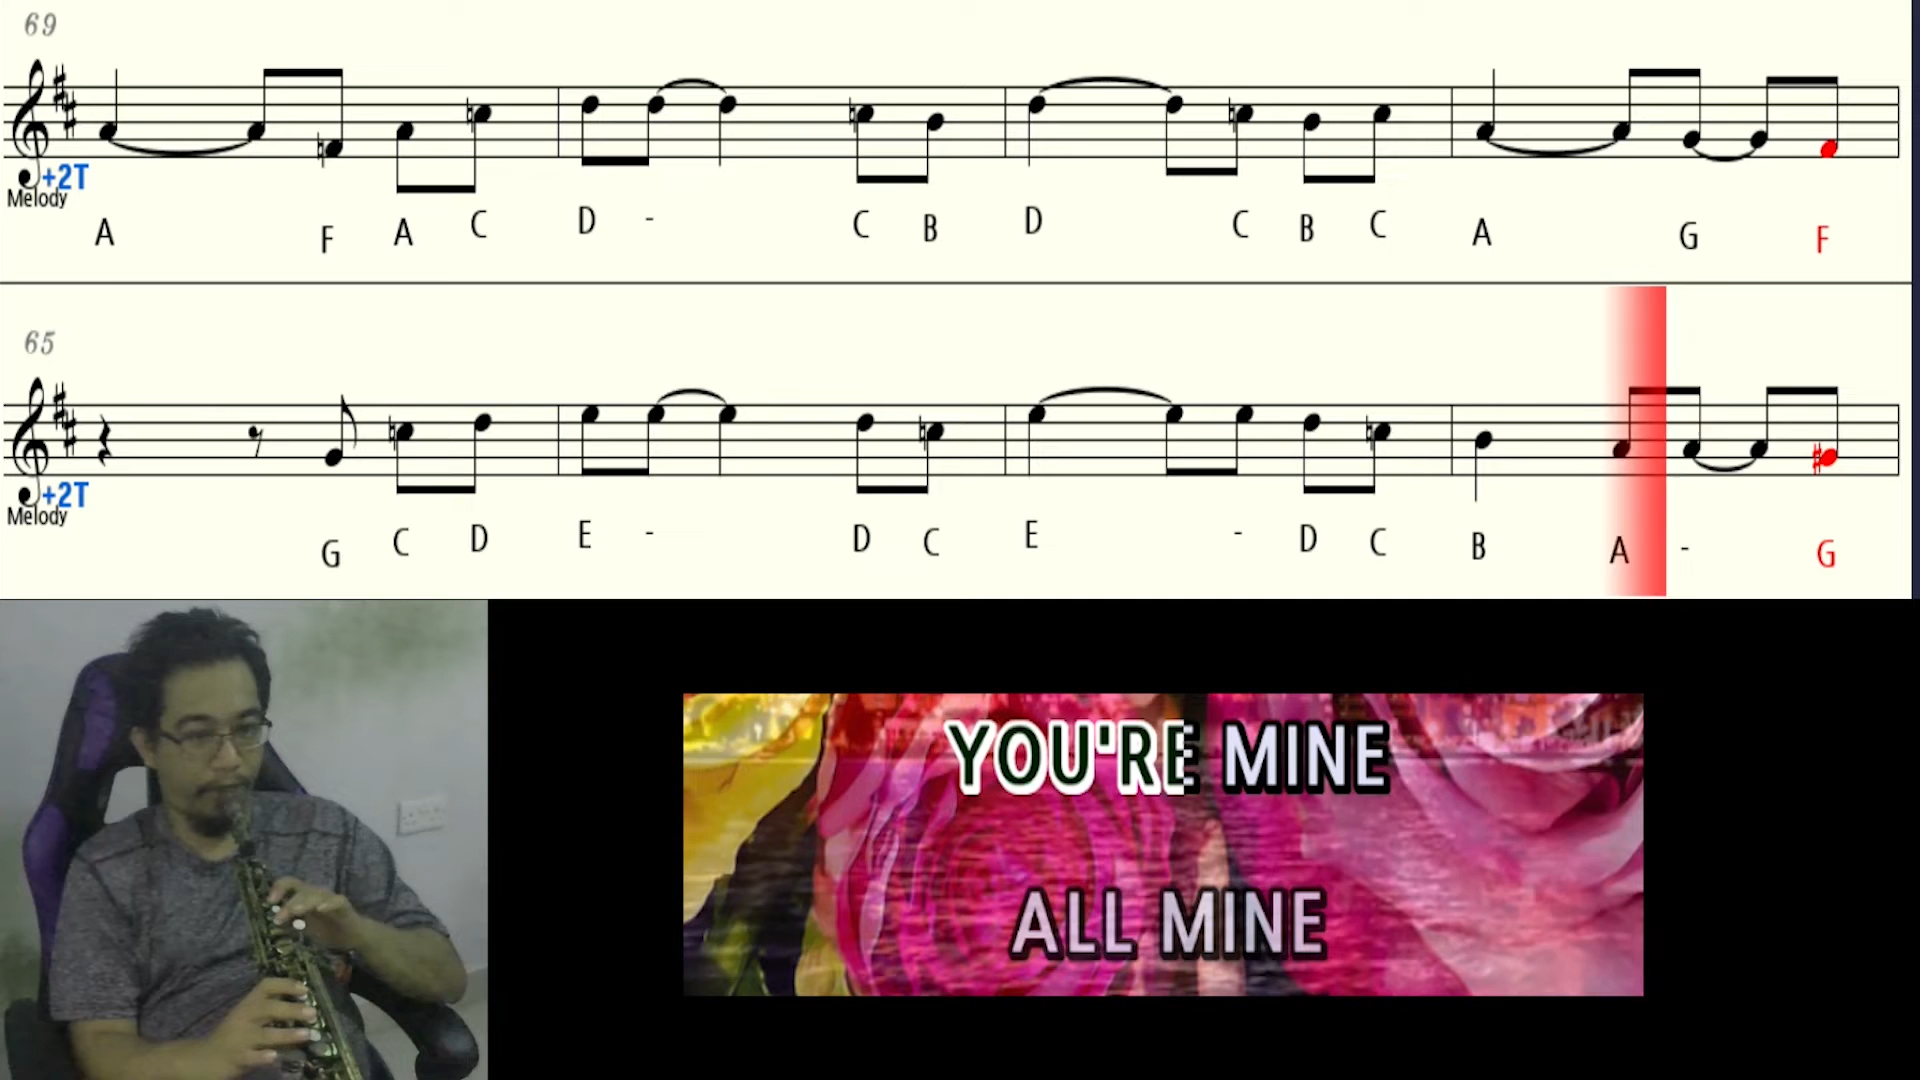 69
+2T
Melody
A F A C D - C B D C B C A G F
65
+2T
Melody
G C D E - D C E - D C B A - G
YOU'RE MINE
ALL MINE